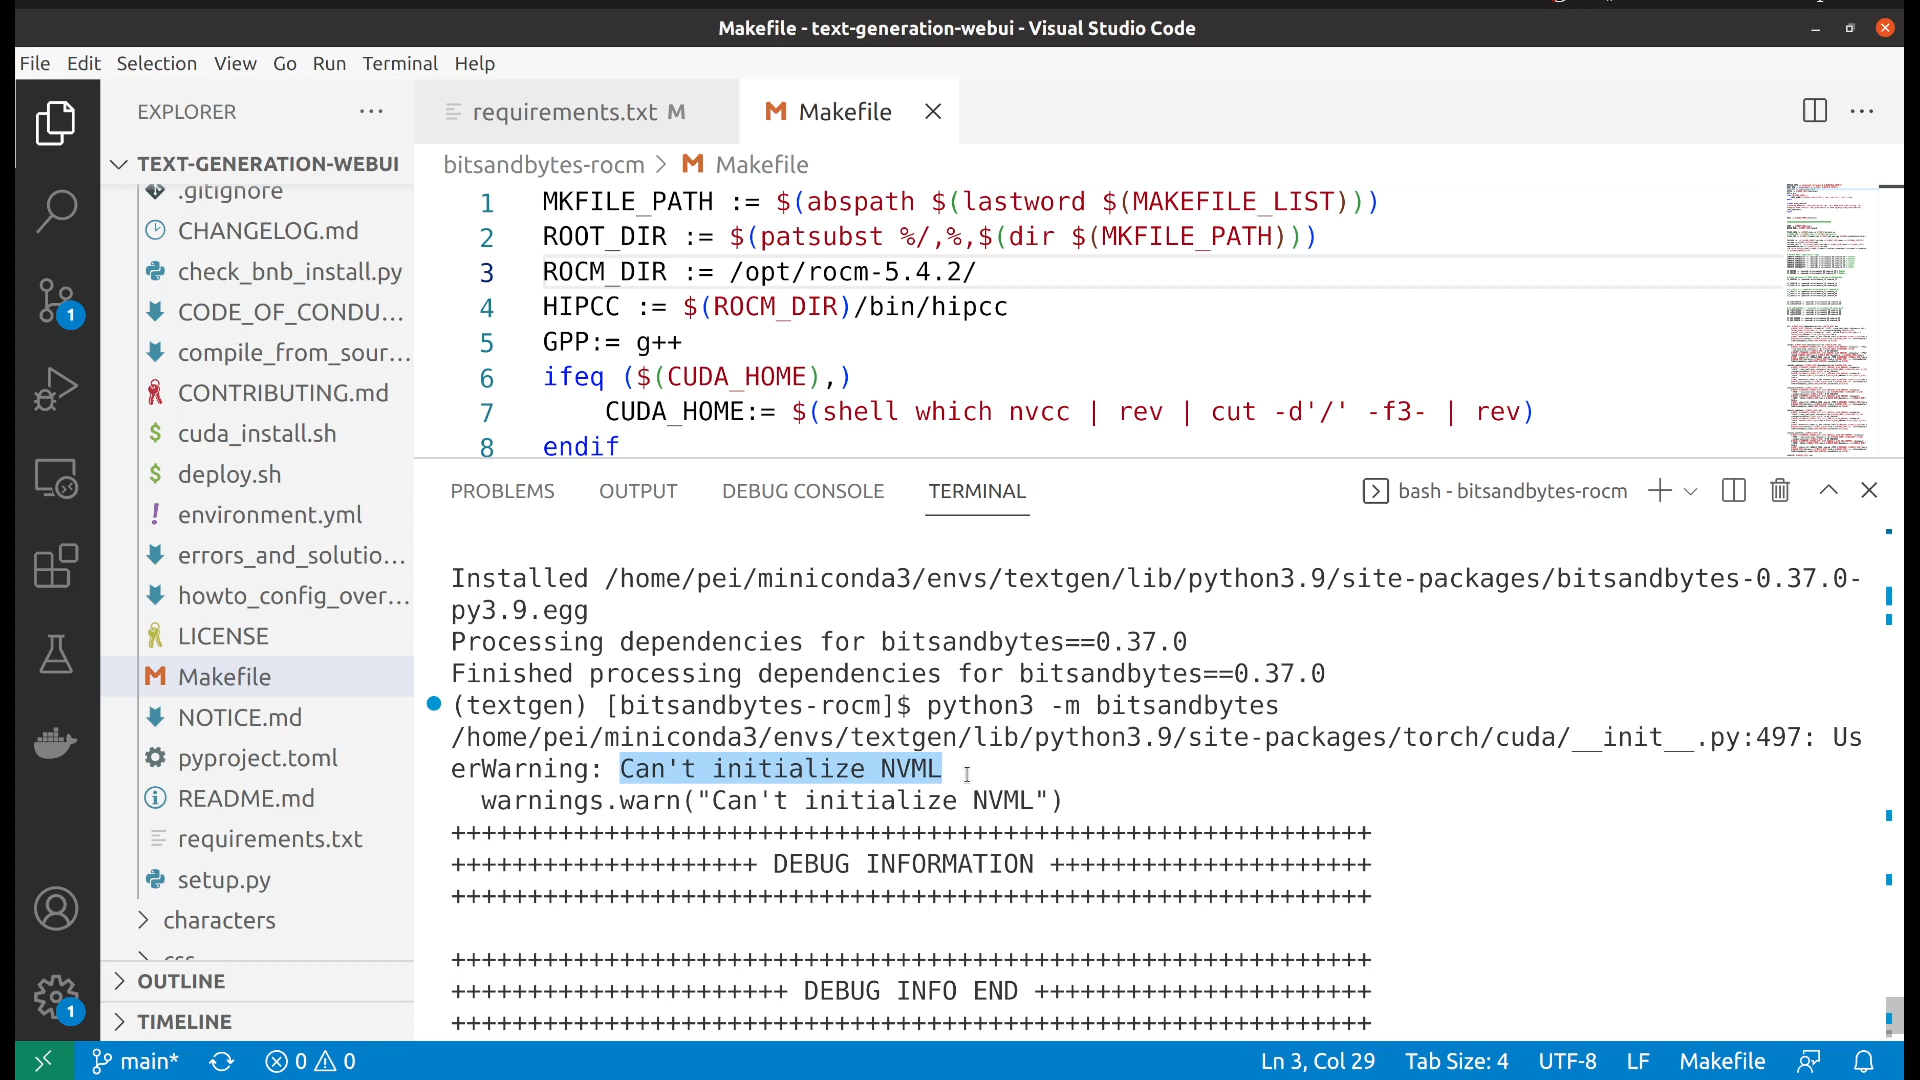 Makefile - text-generation-webui - Visual Studio Code
File Edit Selection View Go Run Terminal Help
EXPLORER
requirements.txt M
Makefile
TEXT-GENERATION-WEBUI
bitsandbytes-rocm > Makefile
.gitignore
CHANGELOG.md
check_bnb_install.py
CODE_OF_CONDU...
compile_from_sour...
CONTRIBUTING.md
cuda_install.sh
deploy.sh
environment.yml
errors_and_solutio...
howto_config_over...
LICENSE
Makefile
NOTICE.md
pyproject.toml
README.md
requirements.txt
setup.py
characters
OUTLINE
TIMELINE
1 MKFILE_PATH := $(abspath $(lastword $(MAKEFILE_LIST)))
2 ROOT_DIR := $(patsubst %/,%,$(dir $(MKFILE_PATH)))
3 ROCM_DIR := /opt/rocm-5.4.2/
4 HIPCC := $(ROCM_DIR)/bin/hipcc
5 GPP:= g++
6 ifeq ($(CUDA_HOME),)
7 CUDA_HOME:= $(shell which nvcc | rev | cut -d'/' -f3- | rev)
8 endif
PROBLEMS OUTPUT DEBUG CONSOLE TERMINAL
bash - bitsandbytes-rocm
Installed /home/pei/miniconda3/envs/textgen/lib/python3.9/site-packages/bitsandbytes-0.37.0-
py3.9.egg
Processing dependencies for bitsandbytes==0.37.0
Finished processing dependencies for bitsandbytes==0.37.0
(textgen) [bitsandbytes-rocm]$ python3 -m bitsandbytes
/home/pei/miniconda3/envs/textgen/lib/python3.9/site-packages/torch/cuda/__init__.py:497: Us
erWarning: Can't initialize NVML
warnings.warn("Can't initialize NVML")
++++++++++++++++++++++++++++++++++++++++++++++++++++++++++++
++++++++++++++++++++ DEBUG INFORMATION +++++++++++++++++++++
++++++++++++++++++++++++++++++++++++++++++++++++++++++++++++
++++++++++++++++++++++++++++++++++++++++++++++++++++++++++++
++++++++++++++++++++++ DEBUG INFO END ++++++++++++++++++++++
++++++++++++++++++++++++++++++++++++++++++++++++++++++++++++
1
1
main* 0 0
Ln 3, Col 29 Tab Size: 4 UTF-8 LF Makefile